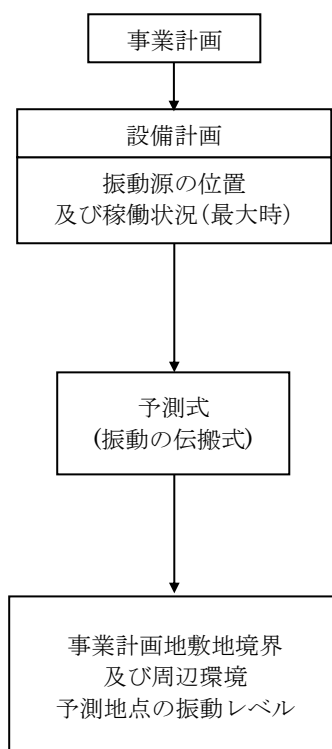 事業計画
設備計画
振動源の位置
及び稼働状況(最大時)
予測式
(振動の伝搬式)
事業計画地敷地境界
及び周辺環境
予測地点の振動レベル